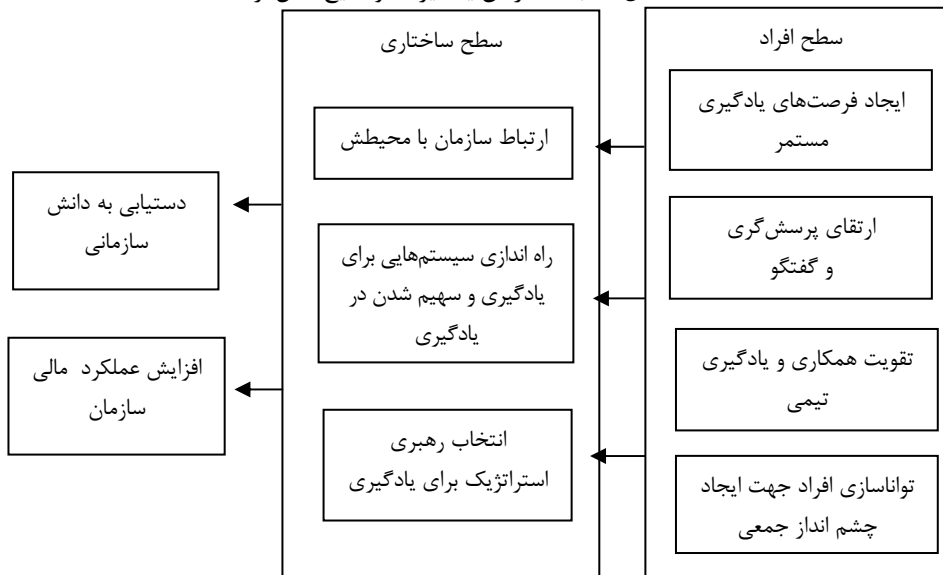 سطح افراد
ایجاد فرصت‌های یادگیری
مستمر
ارتقای پرسش‌گری
و گفتگو
تقویت همکاری و یادگیری
تیمی
تواناسازی افراد جهت ایجاد
چشم انداز جمعی
سطح ساختاری
ارتباط سازمان با محیطش
راه اندازی سیستم‌هایی برای
یادگیری و سهیم شدن در
یادگیری
انتخاب رهبری
استراتژیک برای یادگیری
دستیابی به دانش
سازمانی
افزایش عملکرد مالی
سازمان